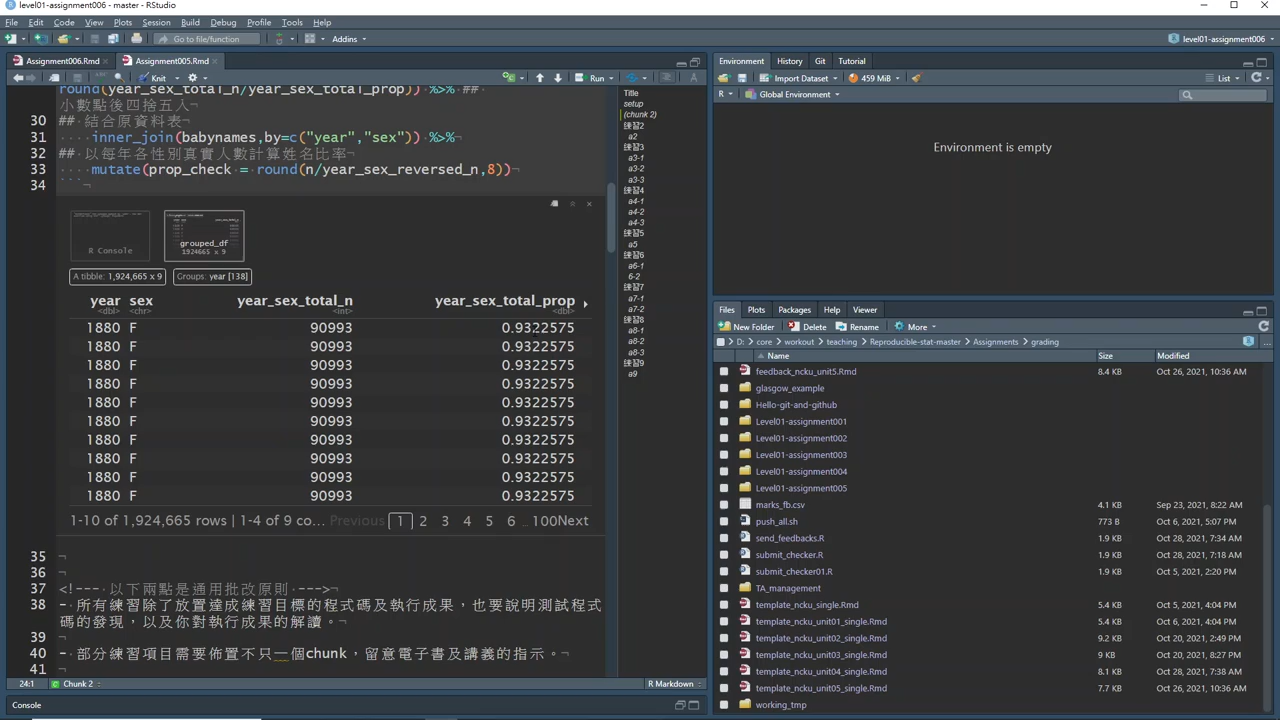 level01-assignment006 - master - RStudio
File Edit Code View Plots Session Build Debug Profile Tools Help
Go to file/function Addins level01-assignment006
Assignment006.Rmd Assignment005.Rmd
Knit Run
round(year_sex_total_n/year_sex_total_prop)) %>% ##
小數點後四捨五入
30 ## 結合原資料表
31 inner_join(babynames,by=c("year","sex")) %>%
32 ## 以每年各性別真實人數計算姓名比率
33 mutate(prop_check = round(n/year_sex_reversed_n,8))
34 ```
R Console
grouped_df
1924665 x 9
A tibble: 1,924,665 x 9 Groups: year [138]
year sex year_sex_total_n year_sex_total_prop
<dbl> <chr> <int> <dbl>
1880 F 90993 0.9322575
1880 F 90993 0.9322575
1880 F 90993 0.9322575
1880 F 90993 0.9322575
1880 F 90993 0.9322575
1880 F 90993 0.9322575
1880 F 90993 0.9322575
1880 F 90993 0.9322575
1880 F 90993 0.9322575
1880 F 90993 0.9322575
1-10 of 1,924,665 rows | 1-4 of 9 co... Previous 1 2 3 4 5 6 … 100Next
35
36
37 <!--- 以下兩點是通用批改原則 --->
38 - 所有練習除了放置達成練習目標的程式碼及執行成果，也要說明測試程式
碼的發現，以及你對執行成果的解讀。
39
40 - 部分練習項目需要佈置不只一個chunk，留意電子書及講義的指示。
41
24:1 Chunk 2 R Markdown
Console
Title
setup
(chunk 2)
練習2
a2
練習3
a3-1
a3-2
a3-3
練習4
a4-1
a4-2
a4-3
練習5
a5
練習6
a6-1
6-2
練習7
a7-1
a7-2
練習8
a8-1
a8-2
a8-3
練習9
a9
Environment History Git Tutorial
Import Dataset 459 MiB List
R Global Environment
Environment is empty
Files Plots Packages Help Viewer
New Folder Delete Rename More
D: core workout teaching Reproducible-stat-master Assignments grading ...
Name Size Modified
feedback_ncku_unit5.Rmd 8.4 KB Oct 26, 2021, 10:36 AM
glasgow_example
Hello-git-and-github
Level01-assignment001
Level01-assignment002
Level01-assignment003
Level01-assignment004
Level01-assignment005
marks_fb.csv 4.1 KB Sep 23, 2021, 8:22 AM
push_all.sh 773 B Oct 6, 2021, 5:07 PM
send_feedbacks.R 1.9 KB Oct 28, 2021, 7:34 AM
submit_checker.R 1.9 KB Oct 28, 2021, 7:18 AM
submit_checker01.R 1.9 KB Oct 5, 2021, 2:20 PM
TA_management
template_ncku_single.Rmd 5.4 KB Oct 5, 2021, 4:04 PM
template_ncku_unit01_single.Rmd 5.4 KB Oct 6, 2021, 4:04 PM
template_ncku_unit02_single.Rmd 9.2 KB Oct 20, 2021, 2:49 PM
template_ncku_unit03_single.Rmd 9 KB Oct 20, 2021, 8:27 PM
template_ncku_unit04_single.Rmd 8.1 KB Oct 28, 2021, 7:33 AM
template_ncku_unit05_single.Rmd 7.7 KB Oct 26, 2021, 10:36 AM
working_tmp